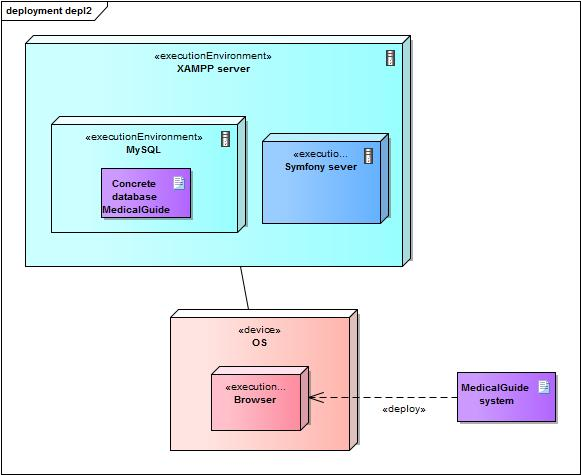 deployment depl2
«executionEnvironment»
XAMPP server
«executionEnvironment»
MySQL
Concrete
database
MedicalGuide
«executio...
Symfony sever
«device»
OS
«execution...
Browser
«deploy»
MedicalGuide
system